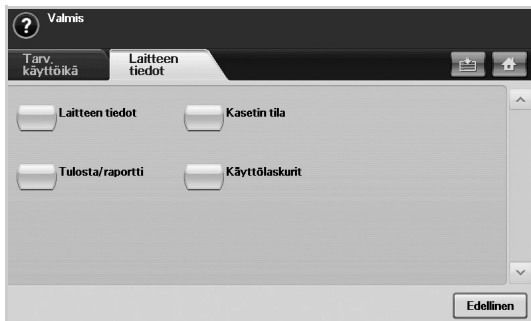 Valmis
Tarv.
käyttöikä
Laitteen
tiedot
Laitteen tiedot
Kasetin tila
Tulosta/raportti
Käyttölaskurit
Edellinen